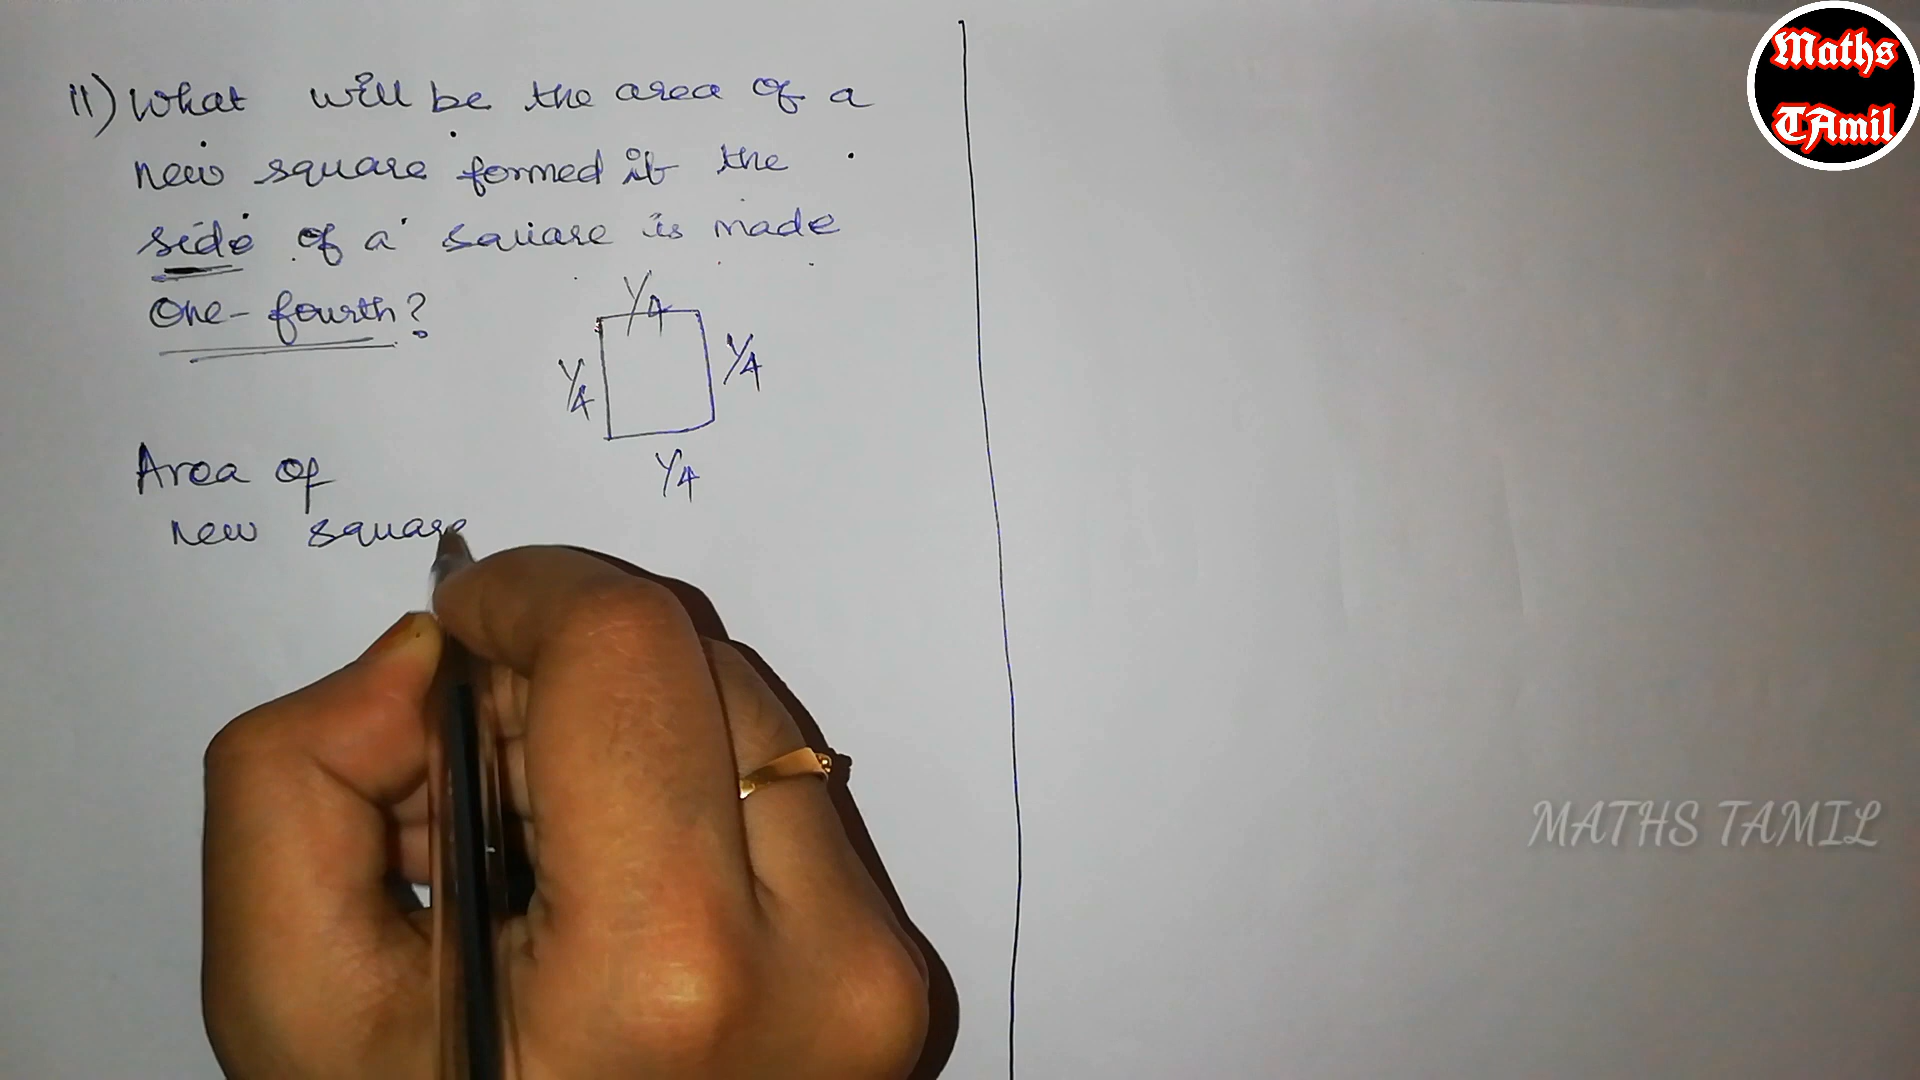 11) What will be the area of a
new square formed if the
side of a square is made
One-fourth?
1/4
1/4
1/4
1/4
Area of
new square
Maths
TAmil
MATHS TAMIL